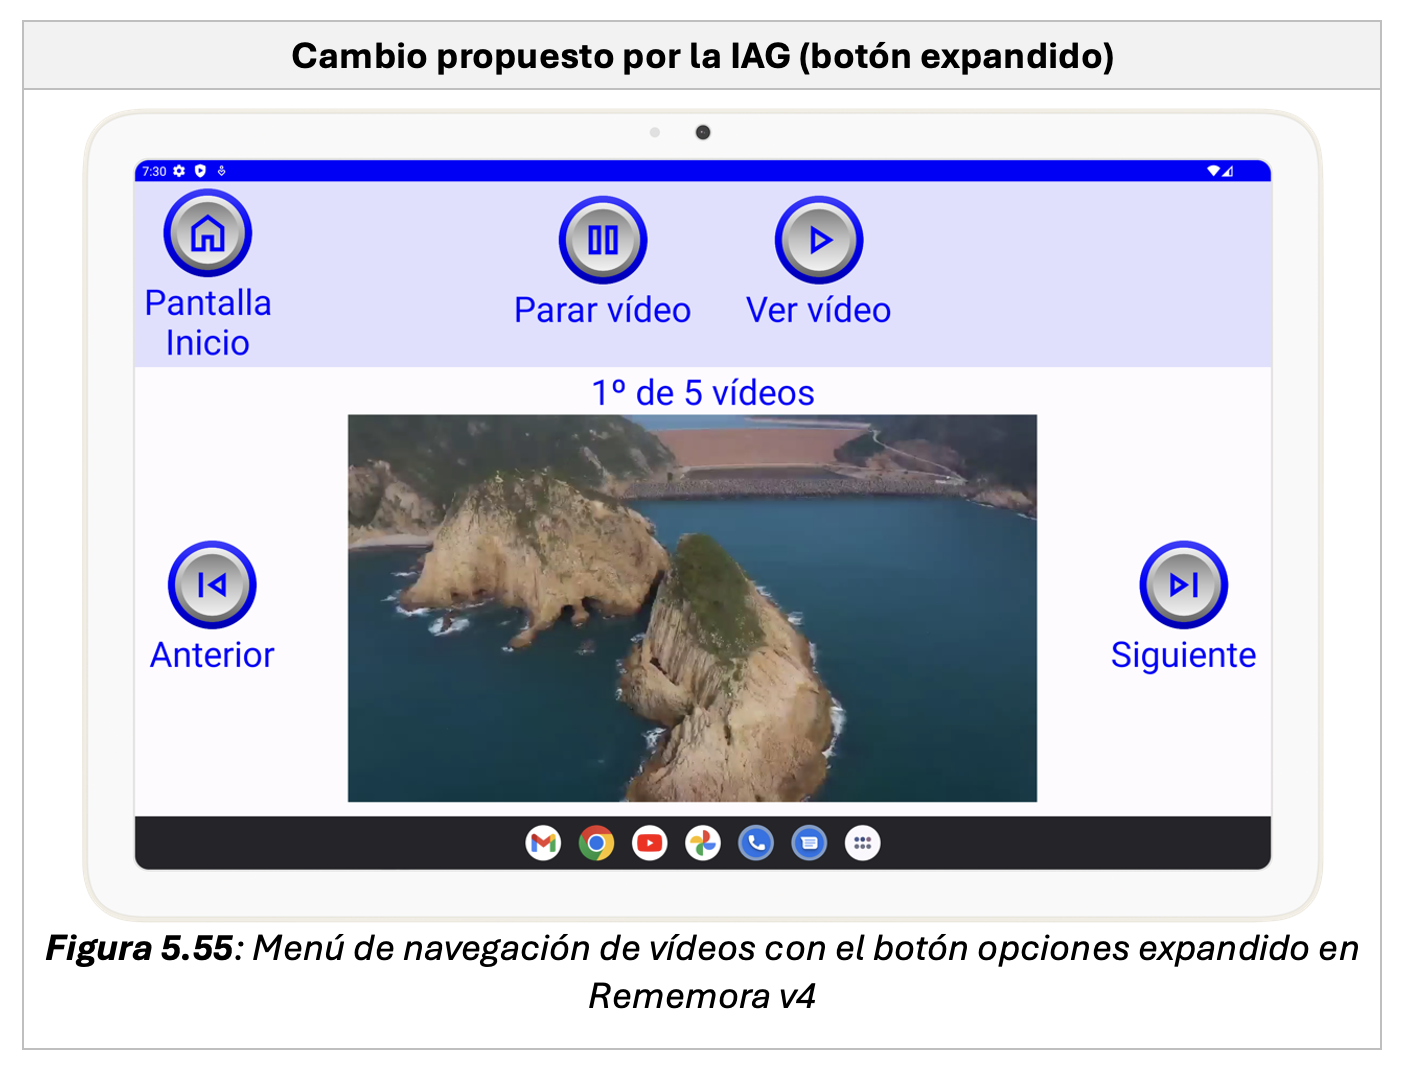 Cambio propuesto por la IAG (botón expandido)
7:30
Pantalla
Inicio
Parar vídeo
Ver vídeo
1º de 5 vídeos
Anterior
Siguiente
Figura 5.55: Menú de navegación de vídeos con el botón opciones expandido en
Rememora v4